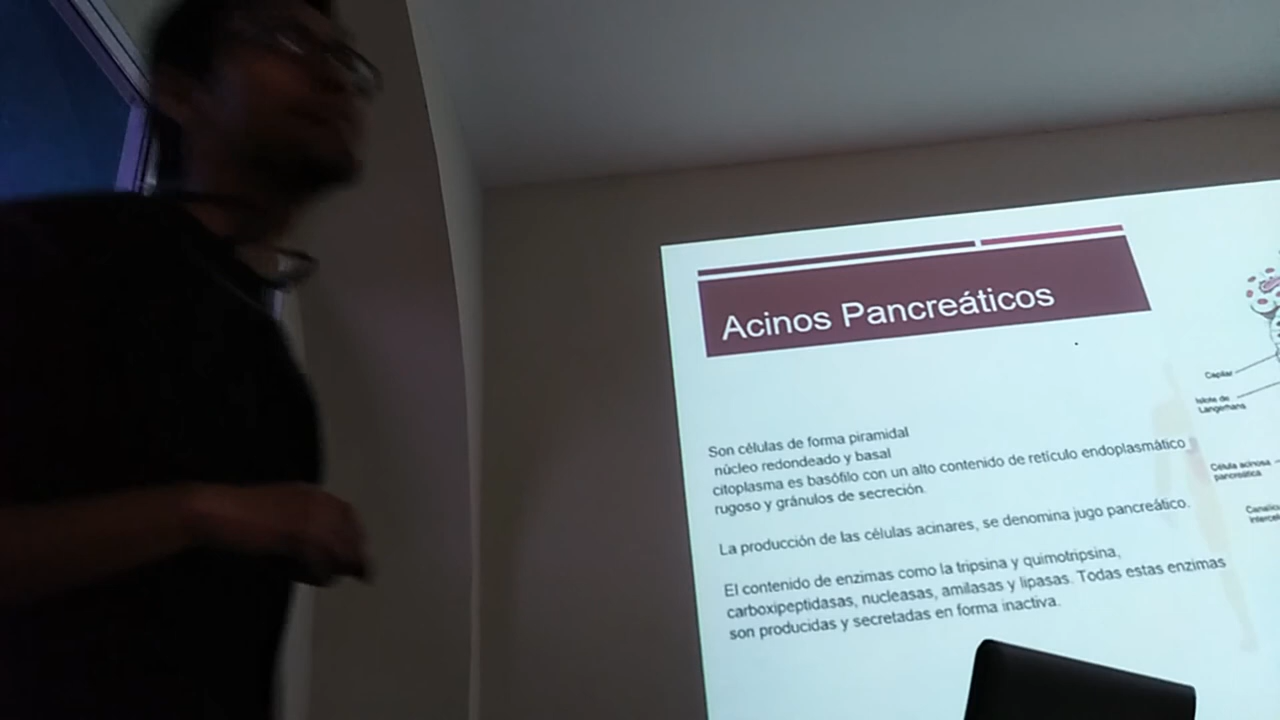 Acinos Pancreáticos
Son células de forma piramidal
núcleo redondeado y basal
citoplasma es basófilo con un alto contenido de retículo endoplasmático
rugoso y gránulos de secreción.
La producción de las células acinares, se denomina jugo pancreático.
El contenido de enzimas como la tripsina y quimotripsina,
carboxipeptidasas, nucleasas, amilasas y lipasas. Todas estas enzimas
son producidas y secretadas en forma inactiva.
Capilar
Islote de
Langerhans
Célula acinosa
pancreática